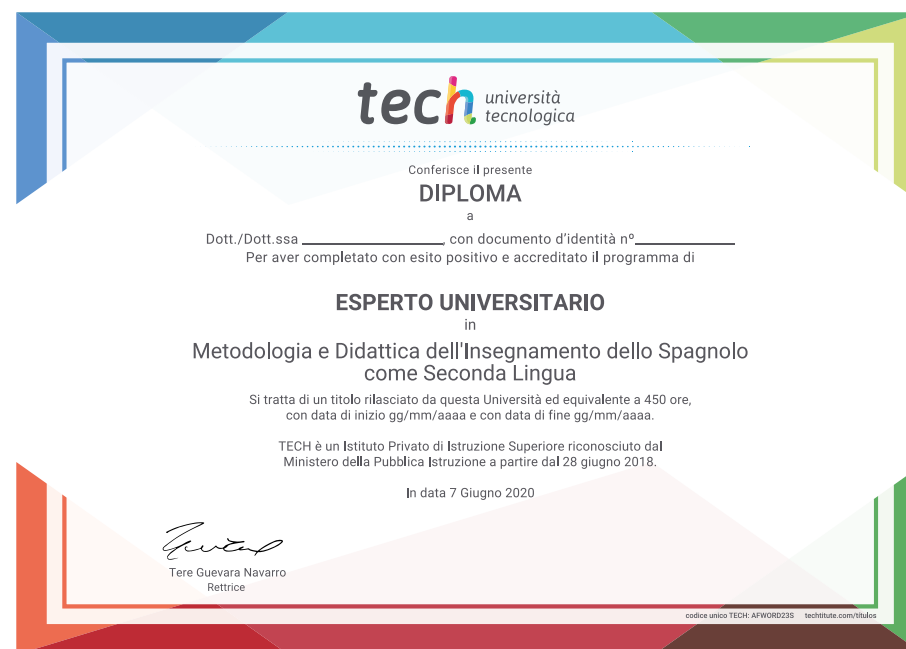 tech università
tecnologica
Conferisce il presente
DIPLOMA
a
Dott./Dott.ssa ____________________, con documento d'identità nº______________
Per aver completato con esito positivo e accreditato il programma di
ESPERTO UNIVERSITARIO
in
Metodologia e Didattica dell'Insegnamento dello Spagnolo
come Seconda Lingua
Si tratta di un titolo rilasciato da questa Università ed equivalente a 450 ore,
con data di inizio gg/mm/aaaa e con data di fine gg/mm/aaaa.
TECH è un Istituto Privato di Istruzione Superiore riconosciuto dal
Ministero della Pubblica Istruzione a partire dal 28 giugno 2018.
In data 7 Giugno 2020
Tere Guevara Navarro
Rettrice
codice unico TECH: AFWORD23S techtitute.com/titulos